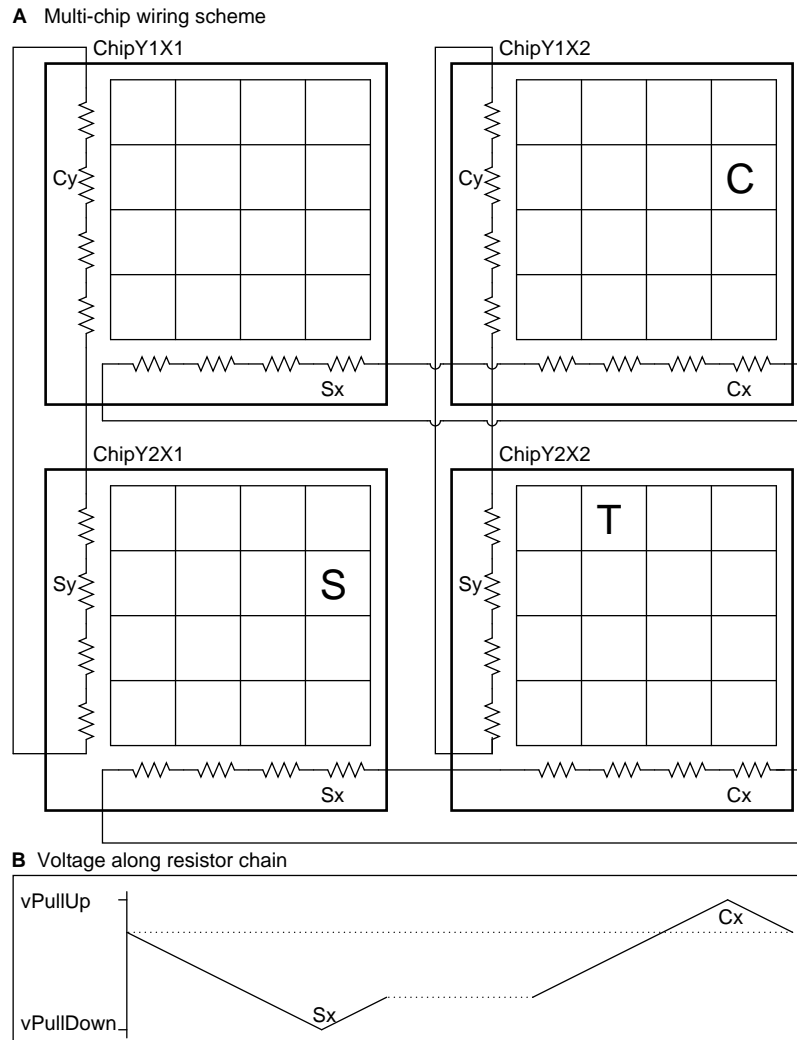 A Multi-chip wiring scheme
ChipY1X1
ChipY1X2
Cy
Cy
C
Sx
Cx
ChipY2X1
ChipY2X2
T
Sy
S
Sy
Sx
Cx
B Voltage along resistor chain
vPullUp
Cx
Sx
vPullDown